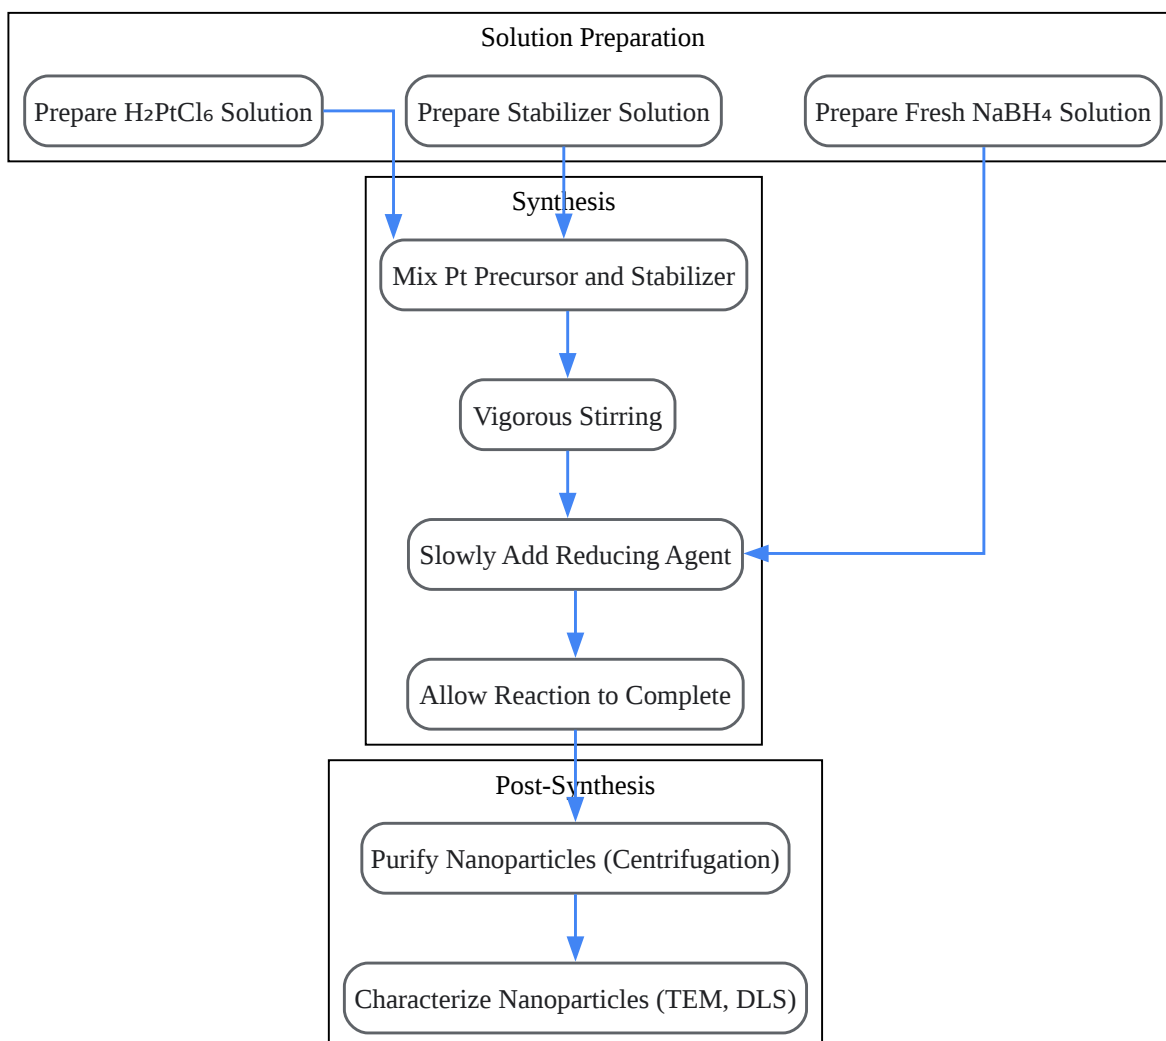 Solution Preparation
Prepare H₂PtCl₆ Solution
Prepare Stabilizer Solution
Prepare Fresh NaBH₄ Solution
Synthesis
Mix Pt Precursor and Stabilizer
Vigorous Stirring
Slowly Add Reducing Agent
Allow Reaction to Complete
Post-Synthesis
Purify Nanoparticles (Centrifugation)
Characterize Nanoparticles (TEM, DLS)